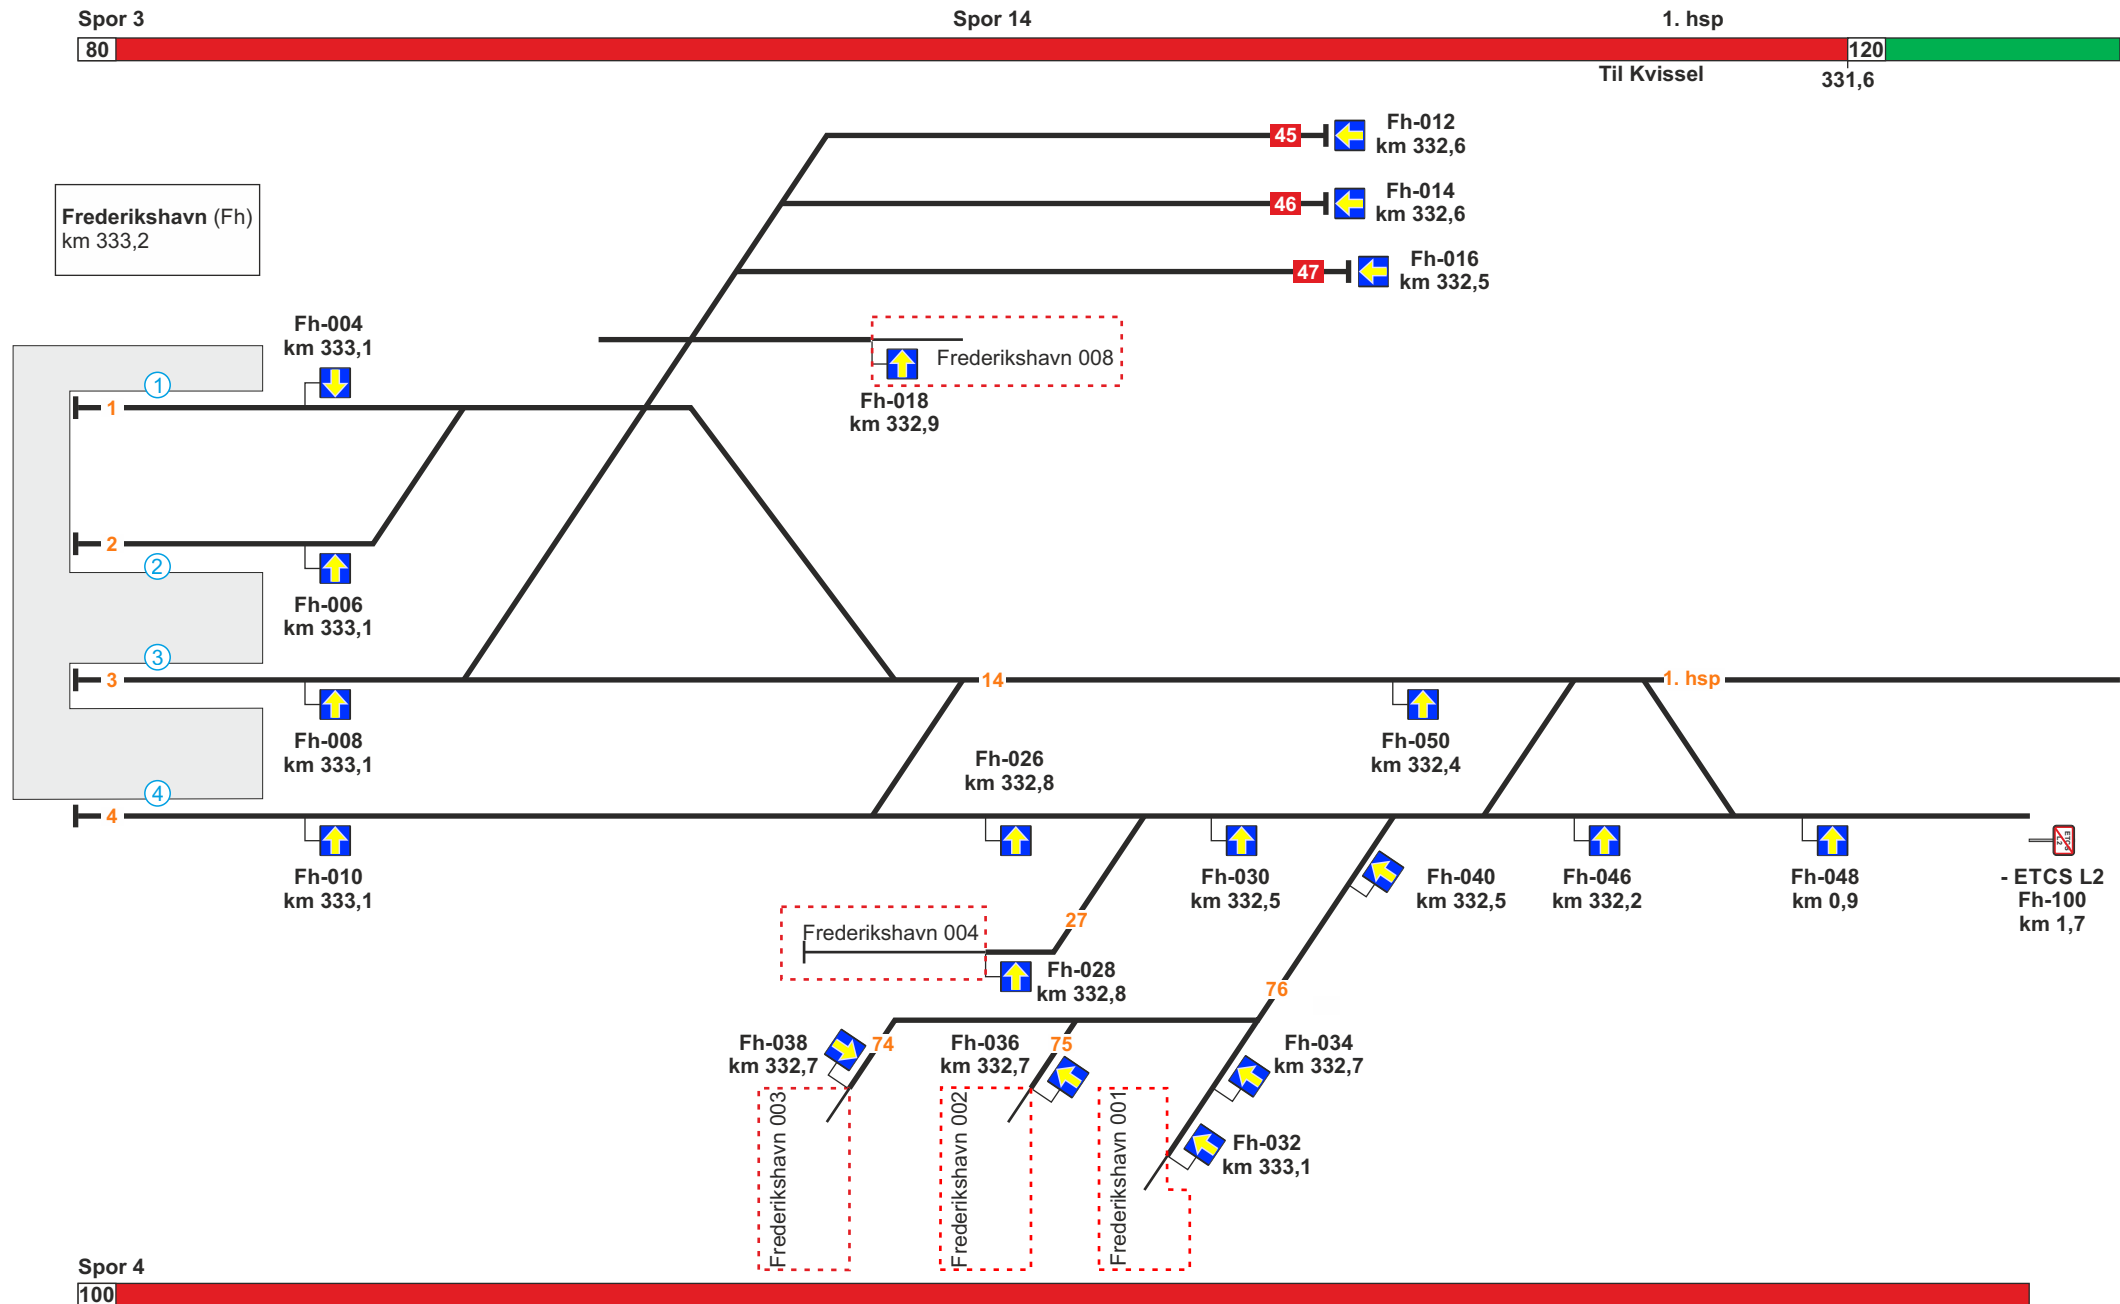 Spor 3
Spor 14
1. hsp
80
120
Til Kvissel
331,6
Fh-012
km 332,6
45
Fh-014
km 332,6
46
Frederikshavn (Fh)
km 333,2
Fh-016
km 332,5
47
Fh-004
km 333,1
Frederikshavn 008
Fh-018
km 332,9
1
1
2
2
Fh-006
km 333,1
3
3
14
1. hsp
Fh-008
km 333,1
Fh-050
km 332,4
Fh-026
km 332,8
4
4
Fh-010
km 333,1
Fh-030
km 332,5
Fh-040
km 332,5
Fh-046
km 332,2
Fh-048
km 0,9
ETCS
L2
- ETCS L2
Fh-100
km 1,7
27
Frederikshavn 004
Fh-028
km 332,8
76
Fh-038
km 332,7
74
Fh-036
km 332,7
75
Fh-034
km 332,7
Frederikshavn 003
Frederikshavn 002
Frederikshavn 001
Fh-032
km 333,1
Spor 4
100